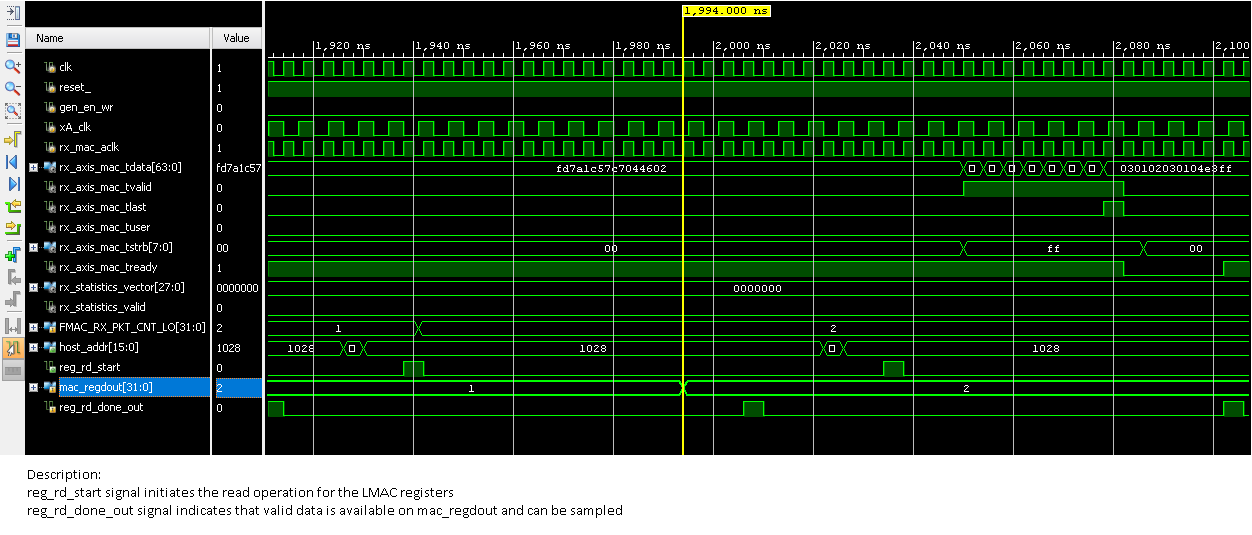 1,994.000 ns
Name Value 1,920 ns 1,940 ns 1,960 ns 1,980 ns 2,000 ns 2,020 ns 2,040 ns 2,060 ns 2,080 ns 2,100
clk 1
reset_ 1
gen_en_wr 0
xA_clk 0
rx_mac_aclk 1
rx_axis_mac_tdata[63:0] fd7a1c57 fd7a1c57c7044602 030102030104e8ff
rx_axis_mac_tvalid 0
rx_axis_mac_tlast 0
rx_axis_mac_tuser 0
rx_axis_mac_tstrb[7:0] 00 00 ff 00
rx_axis_mac_tready 1
rx_statistics_vector[27:0] 0000000 0000000
rx_statistics_valid 0
FMAC_RX_PKT_CNT_LO[31:0] 2 1 2
host_addr[15:0] 1028 1028 1028 1028
reg_rd_start 0
mac_regdout[31:0] 2 1 2
reg_rd_done_out 0
Description:
reg_rd_start signal initiates the read operation for the LMAC registers
reg_rd_done_out signal indicates that valid data is available on mac_regdout and can be sampled